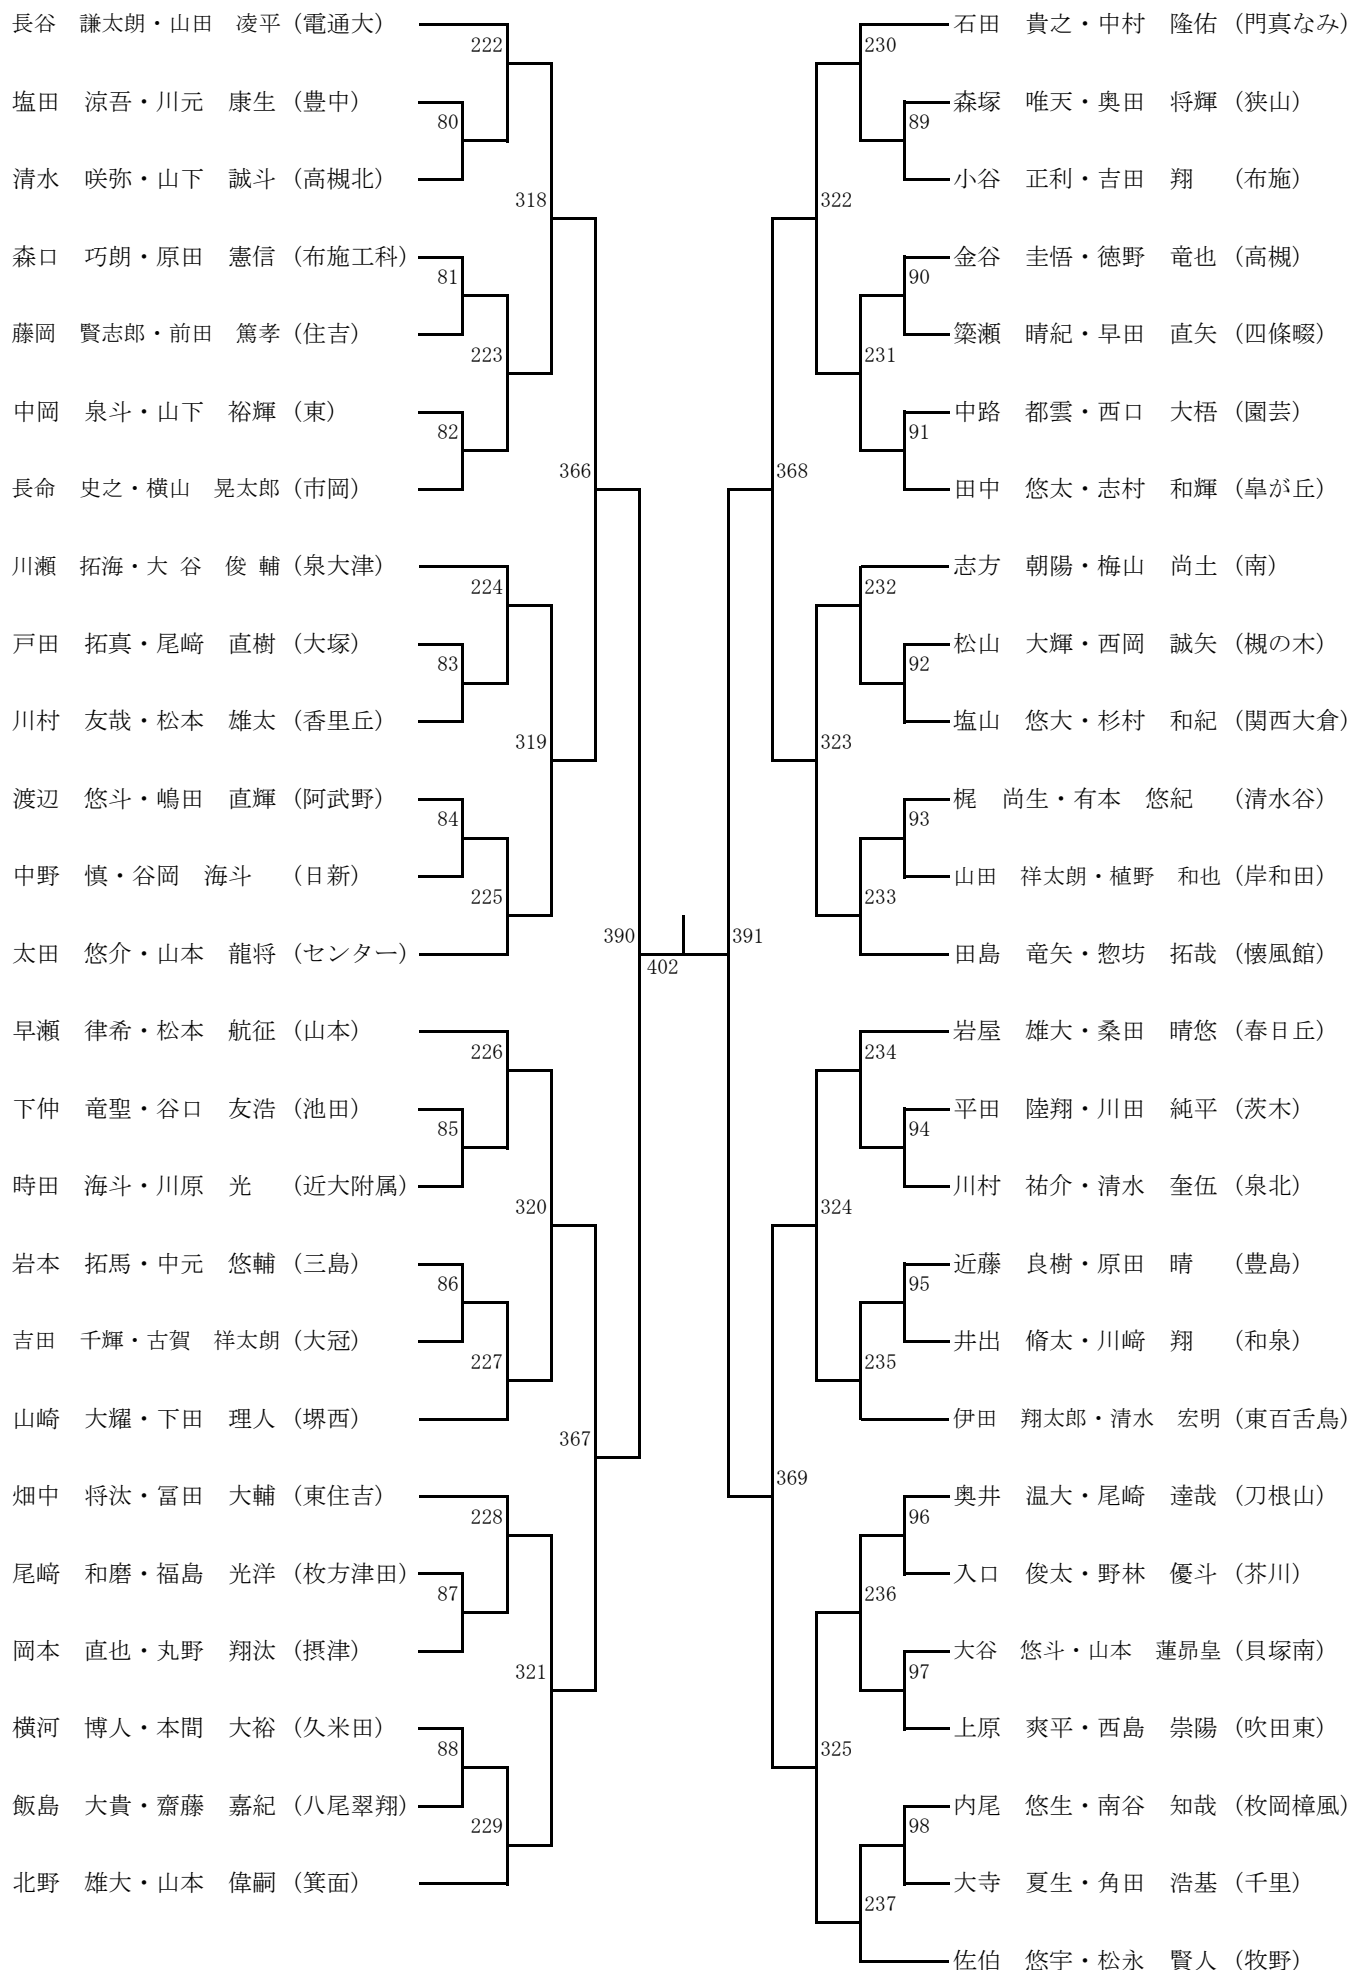 長谷　謙太朗・山田　凌平（電通大）
222
塩田　涼吾・川元　康生（豊中）
80
清水　咲弥・山下　誠斗（高槻北）
318
森口　巧朗・原田　憲信（布施工科）
81
藤岡　賢志郎・前田　篤孝（住吉）
223
中岡　泉斗・山下　裕輝（東）
82
長命　史之・横山　晃太郎（市岡）
366
川瀬　拓海・大 谷　俊 輔（泉大津）
224
戸田　拓真・尾﨑　直樹（大塚）
83
川村　友哉・松本　雄太（香里丘）
319
渡辺　悠斗・嶋田　直輝（阿武野）
84
中野　慎・谷岡　海斗　（日新）
225
太田　悠介・山本　龍将（センター）
390
402
早瀬　律希・松本　航征（山本）
226
下仲　竜聖・谷口　友浩（池田）
85
時田　海斗・川原　光　（近大附属）
320
岩本　拓馬・中元　悠輔（三島）
86
吉田　千輝・古賀　祥太朗（大冠）
227
山崎　大耀・下田　理人（堺西）
367
畑中　将汰・冨田　大輔（東住吉）
228
尾﨑　和磨・福島　光洋（枚方津田）
87
岡本　直也・丸野　翔汰（摂津）
321
横河　博人・本間　大裕（久米田）
88
飯島　大貴・齋藤　嘉紀（八尾翠翔）
229
北野　雄大・山本　偉嗣（箕面）
石田　貴之・中村　隆佑（門真なみ）
230
森塚　唯天・奥田　将輝（狭山）
89
小谷　正利・吉田　翔　（布施）
322
金谷　圭悟・徳野　竜也（高槻）
90
簗瀬　晴紀・早田　直矢（四條畷）
231
中路　都雲・西口　大梧（園芸）
91
田中　悠太・志村　和輝（皐が丘）
368
志方　朝陽・梅山　尚土（南）
232
松山　大輝・西岡　誠矢（槻の木）
92
塩山　悠大・杉村　和紀（関西大倉）
323
梶　尚生・有本　悠紀　（清水谷）
93
山田　祥太朗・植野　和也（岸和田）
233
田島　竜矢・惣坊　拓哉（懐風館）
391
岩屋　雄大・桑田　晴悠（春日丘）
234
平田　陸翔・川田　純平（茨木）
94
川村　祐介・清水　奎伍（泉北）
324
近藤　良樹・原田　晴　（豊島）
95
井出　脩太・川﨑　翔　（和泉）
235
伊田　翔太郎・清水　宏明（東百舌鳥）
369
奥井　温大・尾崎　達哉（刀根山）
96
入口　俊太・野林　優斗（芥川）
236
大谷　悠斗・山本　蓮昴皇（貝塚南）
97
上原　爽平・西島　崇陽（吹田東）
325
内尾　悠生・南谷　知哉（枚岡樟風）
98
大寺　夏生・角田　浩基（千里）
237
佐伯　悠宇・松永　賢人（牧野）